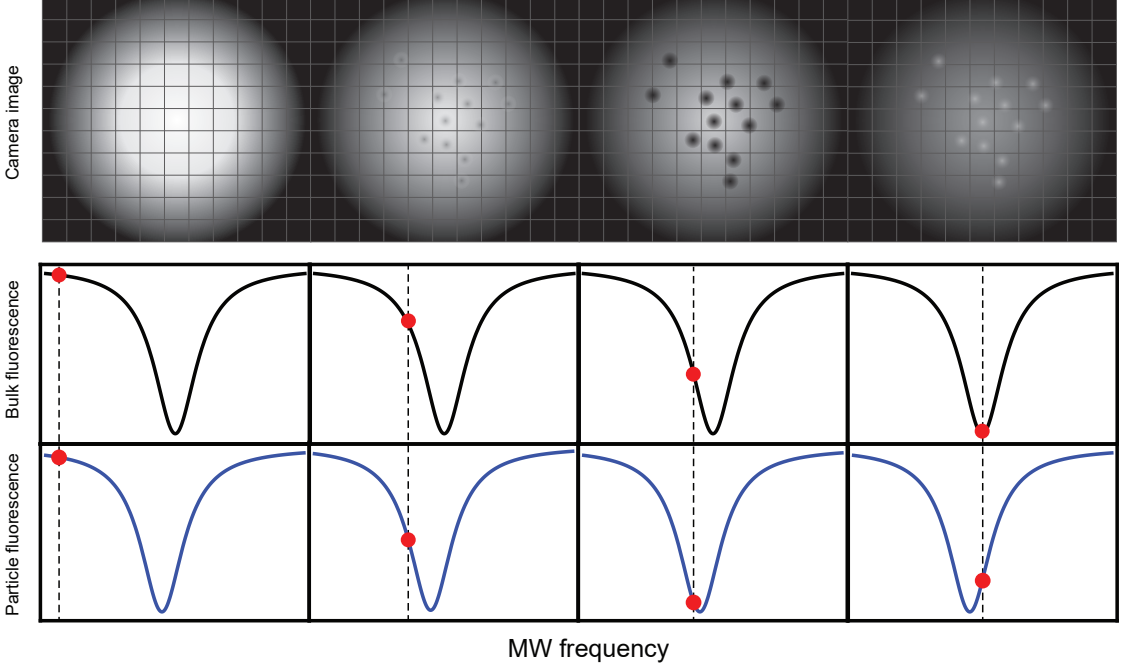 Camera image
Bulk fluorescence
Particle fluorescence
MW frequency